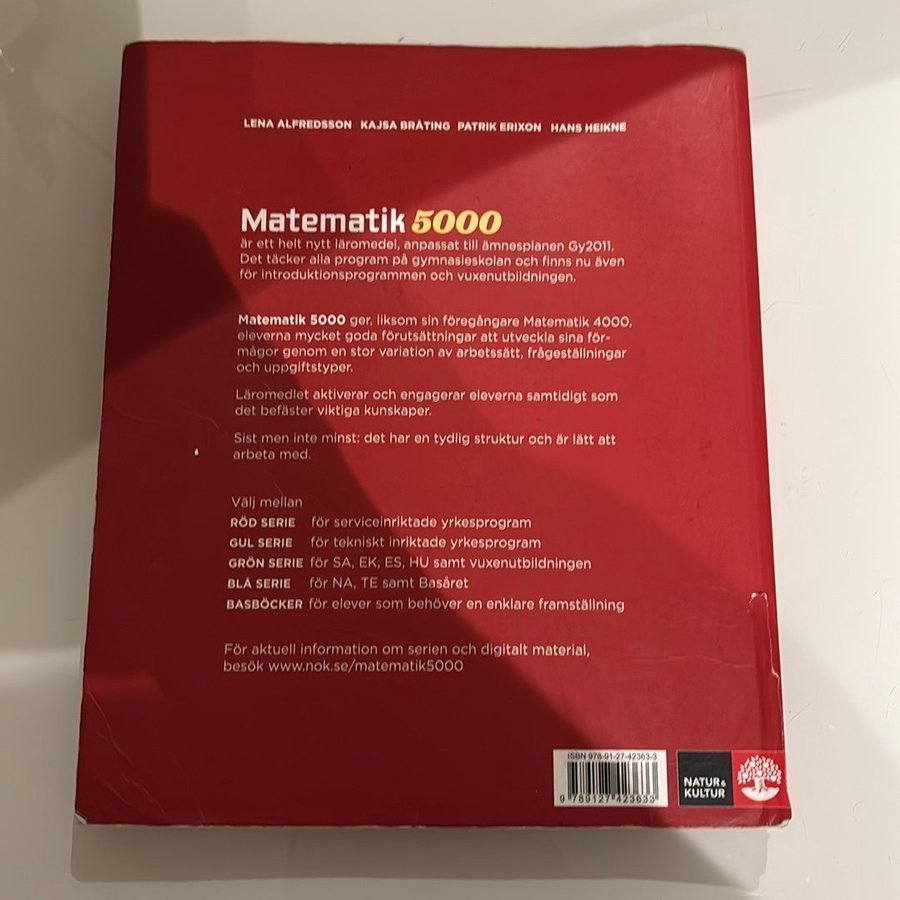 LENA ALFREDSSON KAJSA BRÅTING PATRIK ERIXON HANS HEIKNE
Matematik 5000
är ett helt nytt läromedel, anpassat till ämnesplanen Gy2011.
Det täcker alla program på gymnasieskolan och finns nu även
för introduktionsprogrammen och vuxenutbildningen.
Matematik 5000 ger, liksom sin föregångare Matematik 4000,
eleverna mycket goda förutsättningar att utveckla sina för-
mågor genom en stor variation av arbetssätt, frågeställningar
och uppgiftstyper.
Läromedlet aktiverar och engagerar eleverna samtidigt som
det befäster viktiga kunskaper.
Sist men inte minst: det har en tydlig struktur och är lätt att
arbeta med.
Välj mellan
RÖD SERIE för serviceinriktade yrkesprogram
GUL SERIE för tekniskt inriktade yrkesprogram
GRÖN SERIE för SA, EK, ES, HU samt vuxenutbildningen
BLÅ SERIE för NA, TE samt Basåret
BASBÖCKER för elever som behöver en enklare framställning
För aktuell information om serien och digitalt material,
besök www.nok.se/matematik5000
ISBN 978-91-27-42363-3
9 789127 423633
NATUR &
KULTUR